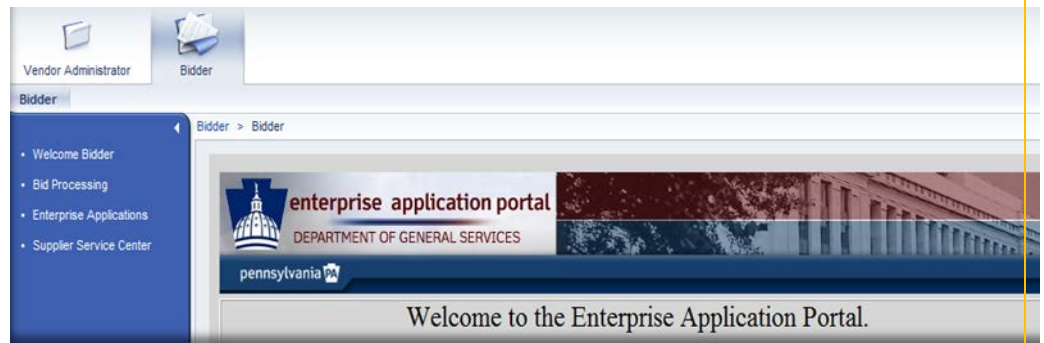 Vendor Administrator
Bidder
Bidder
Bidder > Bidder
• Welcome Bidder
• Bid Processing
• Enterprise Applications
• Supplier Service Center
enterprise application portal
DEPARTMENT OF GENERAL SERVICES
pennsylvania PA
Welcome to the Enterprise Application Portal.